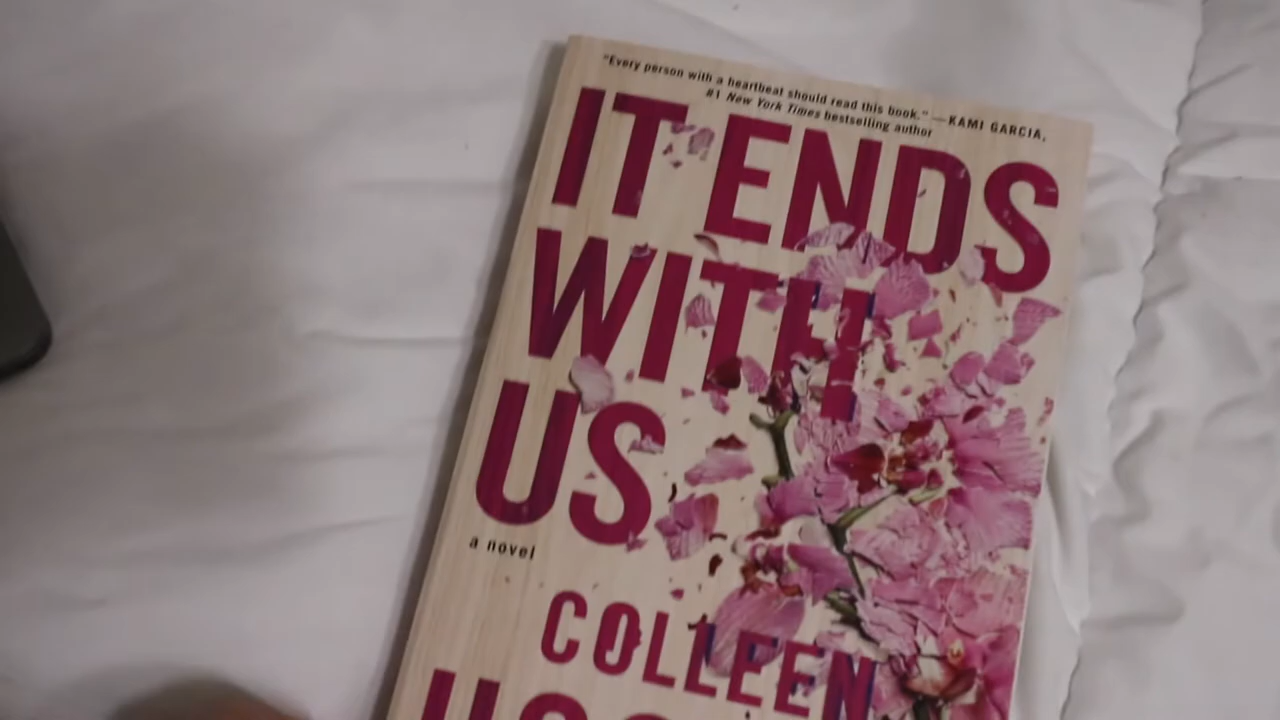 "Every person with a heartbeat should read this book." —KAMI GARCIA,
#1 New York Times bestselling author
IT ENDS
WITH
US
a novel
COLLEEN